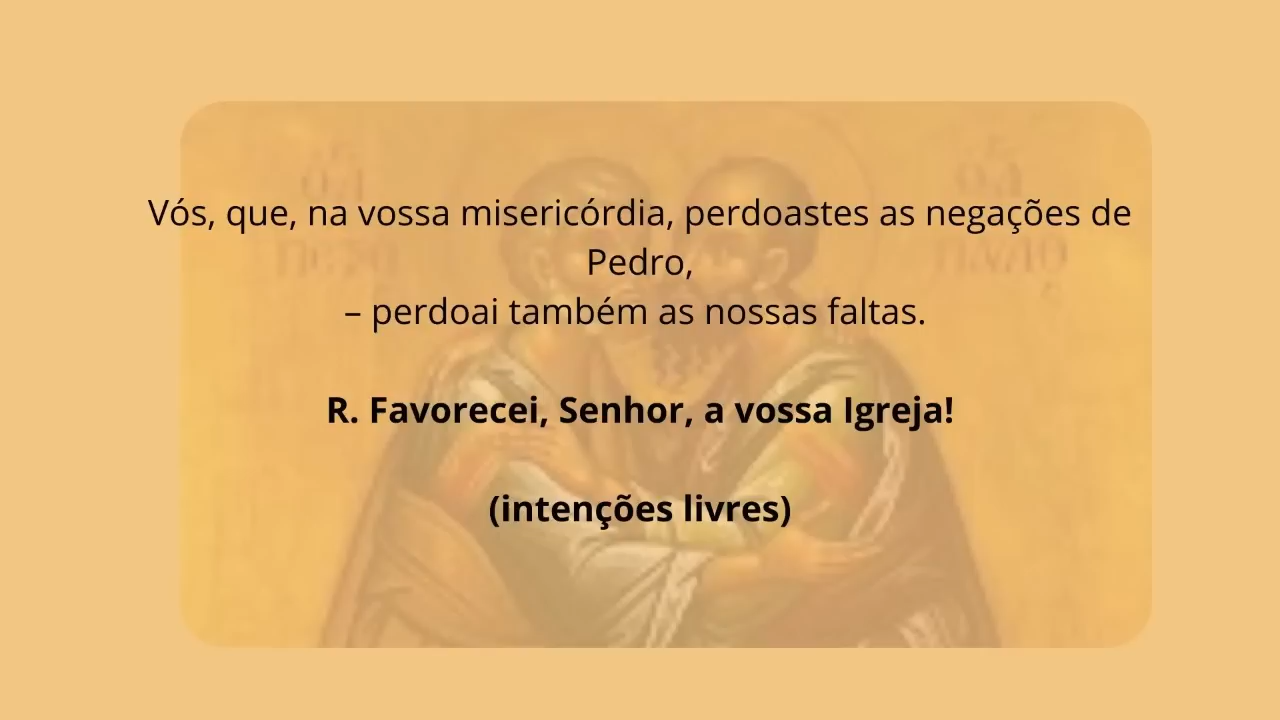 Vós, que, na vossa misericórdia, perdoastes as negações de
Pedro,
– perdoai também as nossas faltas.
R. Favorecei, Senhor, a vossa Igreja!
(intenções livres)